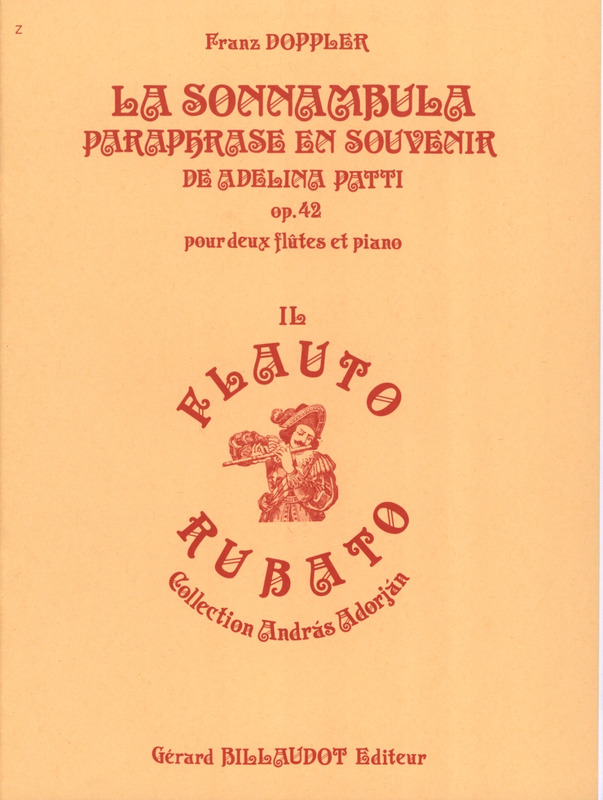 Z
Franz DOPPLER
LA SONNAMBULA
PARAPHRASE EN SOUVENIR
DE ADELINA PATTI
op. 42
pour deux flûtes et piano
IL
FLAUTO
RUBATO
Collection András Adorján
Gérard BILLAUDOT Editeur